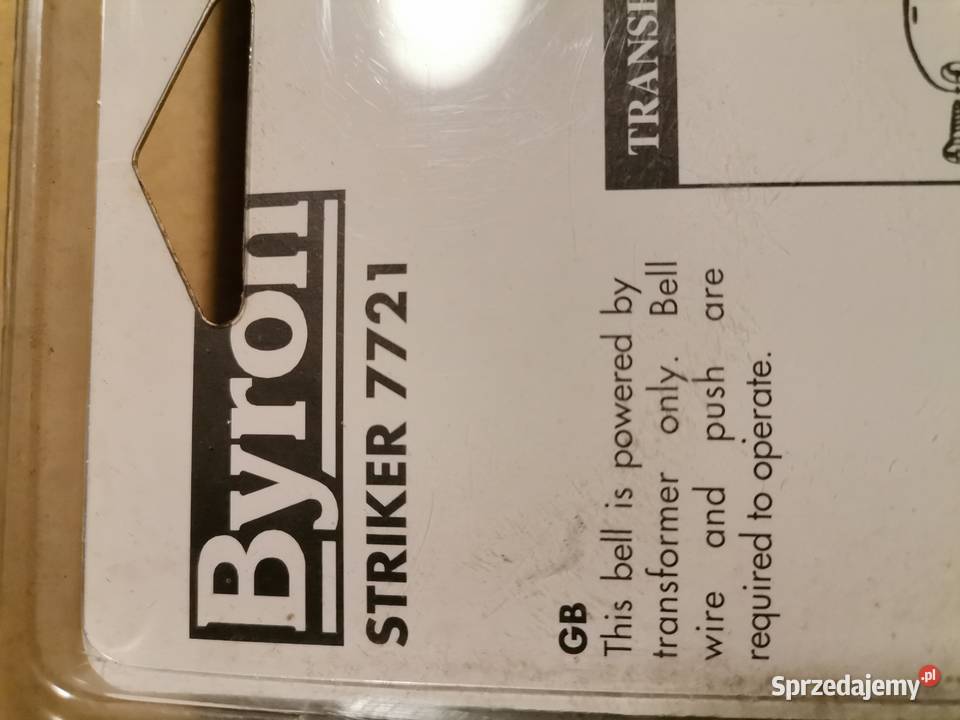 Byron
STRIKER 7721
GB
This bell is powered by
transformer only. Bell
wire and push are
required to operate.
Sprzedajemy.pl